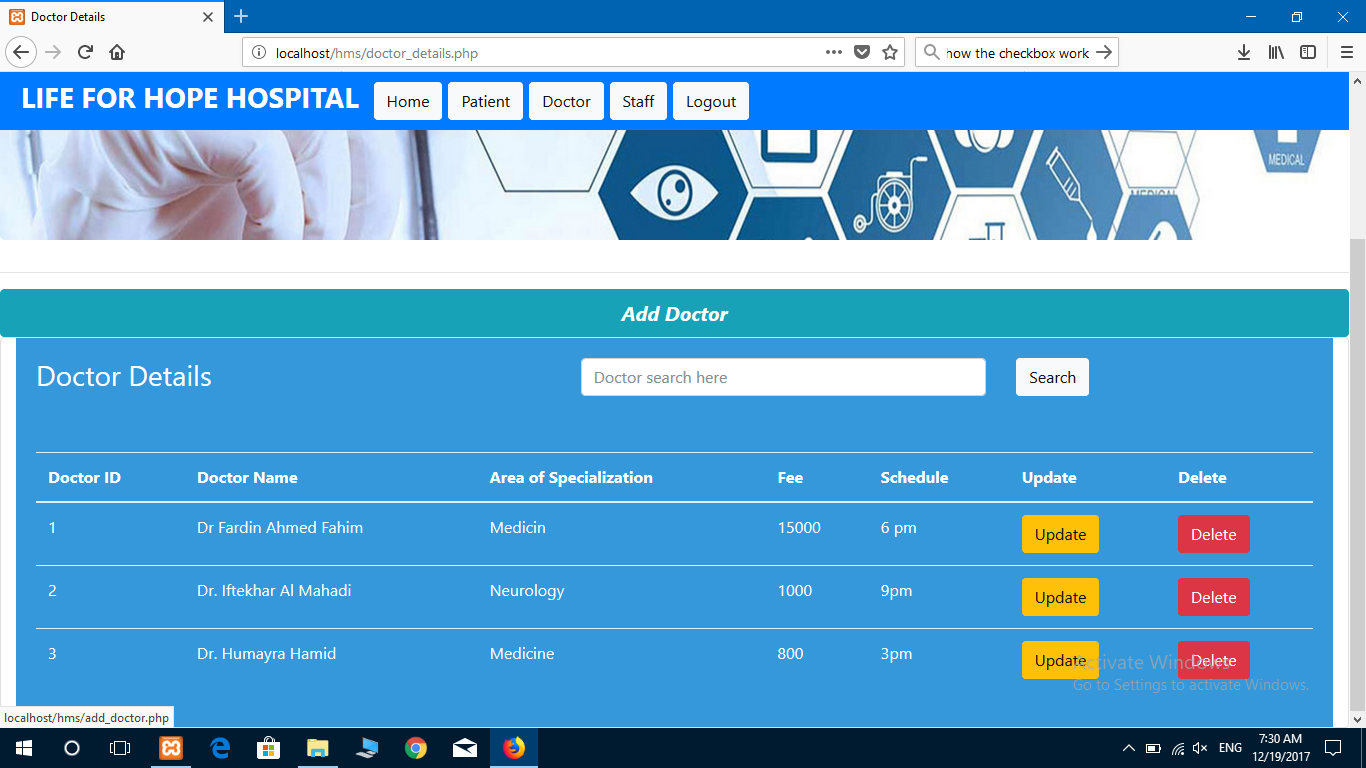 Doctor Details
localhost/hms/doctor_details.php
how the checkbox work
LIFE FOR HOPE HOSPITAL Home Patient Doctor Staff Logout
MEDICAL
MEDICAL
Add Doctor
Doctor Details Doctor search here Search
Doctor ID Doctor Name Area of Specialization Fee Schedule Update Delete
1 Dr Fardin Ahmed Fahim Medicin 15000 6 pm Update Delete
2 Dr. Iftekhar Al Mahadi Neurology 1000 9pm Update Delete
3 Dr. Humayra Hamid Medicine 800 3pm Update Delete
Activate Windows
Go to Settings to activate Windows.
localhost/hms/add_doctor.php
ENG
7:30 AM
12/19/2017